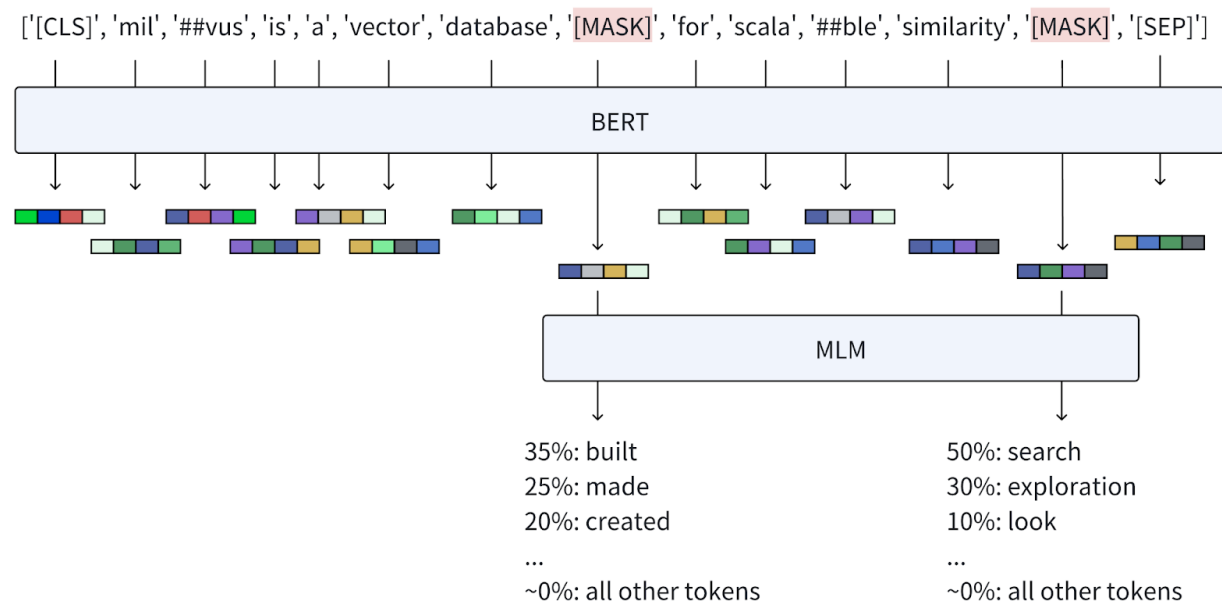 ['[CLS]', 'mil', '##vus', 'is', 'a', 'vector', 'database', '[MASK]', 'for', 'scala', '##ble', 'similarity', '[MASK]', '[SEP]']
BERT
MLM
35%: built
25%: made
20%: created
...
~0%: all other tokens
50%: search
30%: exploration
10%: look
...
~0%: all other tokens